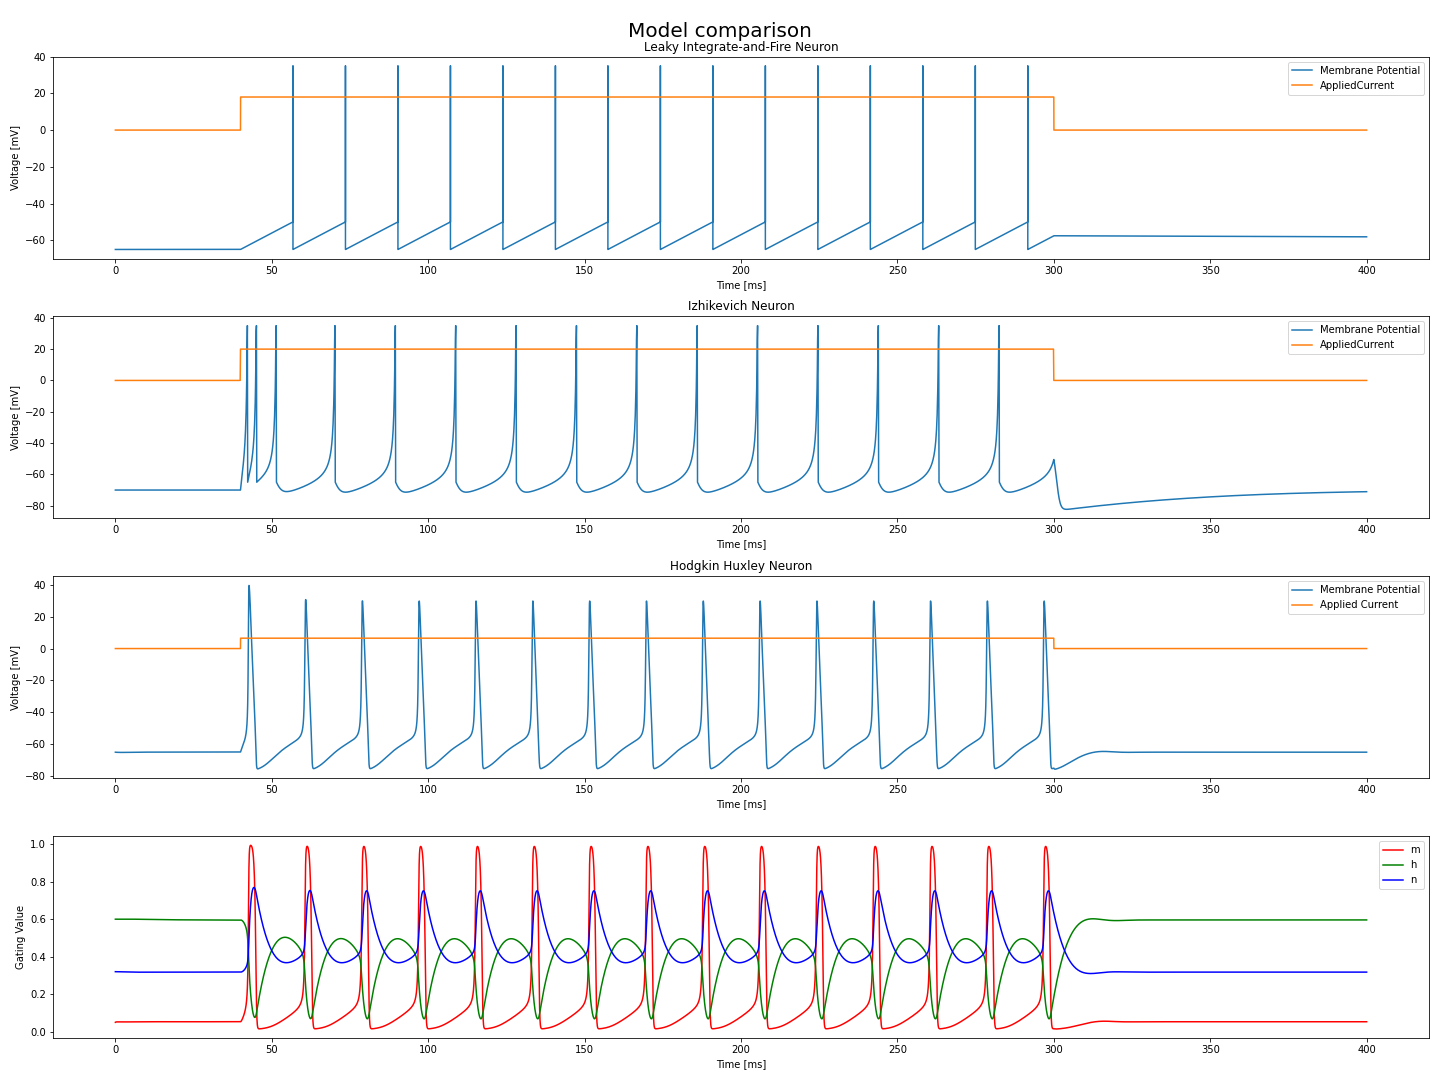 Model comparison
Leaky Integrate-and-Fire Neuron
40
20
0
−20
−40
−60
Voltage [mV]
Membrane Potential
AppliedCurrent
0 50 100 150 200 250 300 350 400
Time [ms]
Izhikevich Neuron
40
20
0
−20
−40
−60
−80
Voltage [mV]
Membrane Potential
AppliedCurrent
0 50 100 150 200 250 300 350 400
Time [ms]
Hodgkin Huxley Neuron
40
20
0
−20
−40
−60
−80
Voltage [mV]
Membrane Potential
Applied Current
0 50 100 150 200 250 300 350 400
Time [ms]
1.0
0.8
0.6
0.4
0.2
0.0
Gating Value
m
h
n
0 50 100 150 200 250 300 350 400
Time [ms]